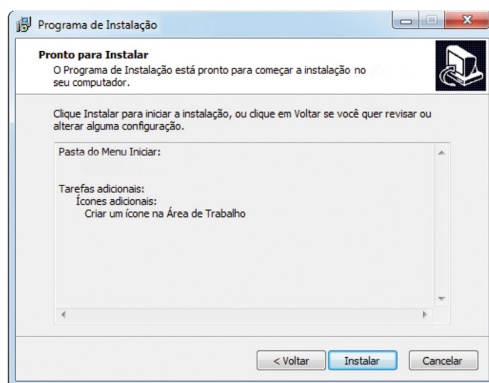 Programa de Instalação
Pronto para Instalar
O Programa de Instalação está pronto para começar a instalação no
seu computador.
Clique Instalar para iniciar a instalação, ou clique em Voltar se você quer revisar ou
alterar alguma configuração.
Pasta do Menu Iniciar:
Tarefas adicionais:
Ícones adicionais:
Criar um ícone na Área de Trabalho
< Voltar
Instalar
Cancelar